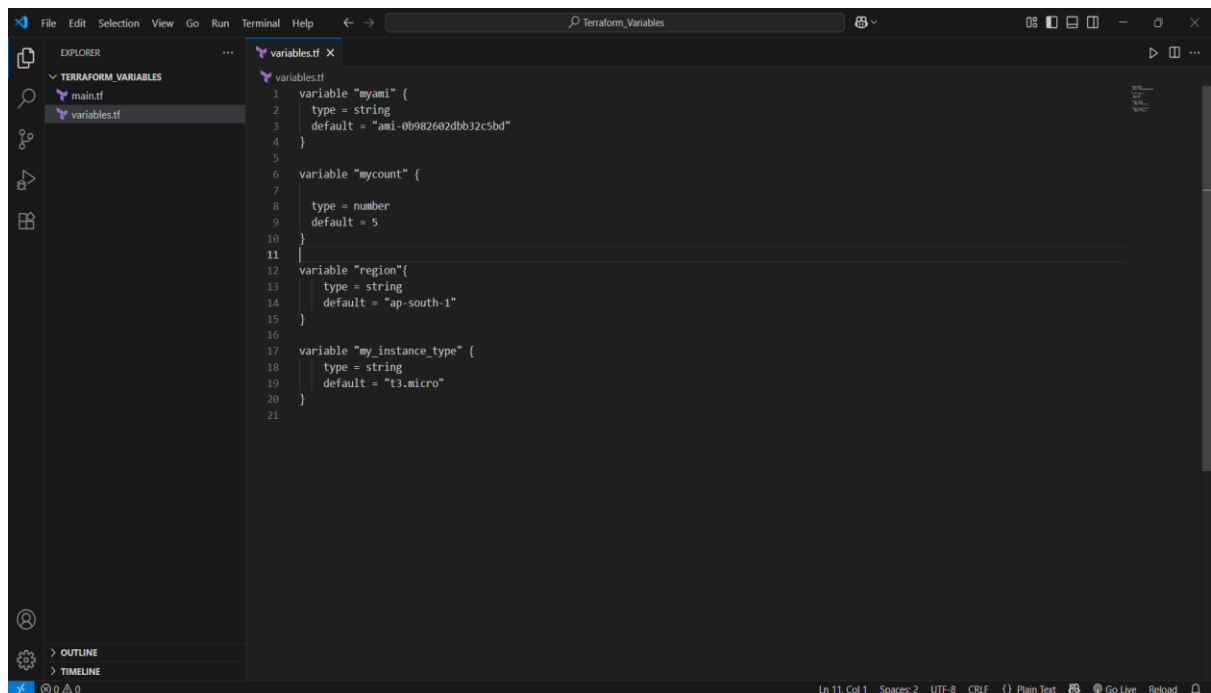 File Edit Selection View Go Run Terminal Help
Terraform_Variables
EXPLORER
TERRAFORM_VARIABLES
main.tf
variables.tf
variables.tf
variables.tf
1 variable "myami" {
2 type = string
3 default = "ami-0b982602dbb32c5bd"
4 }
5
6 variable "mycount" {
7
8 type = number
9 default = 5
10 }
11
12 variable "region"{
13 type = string
14 default = "ap-south-1"
15 }
16
17 variable "my_instance_type" {
18 type = string
19 default = "t3.micro"
20 }
21
OUTLINE
TIMELINE
0 0 Ln 11, Col 1 Spaces: 2 UTF-8 CRLF {} Plain Text Go Live Reload